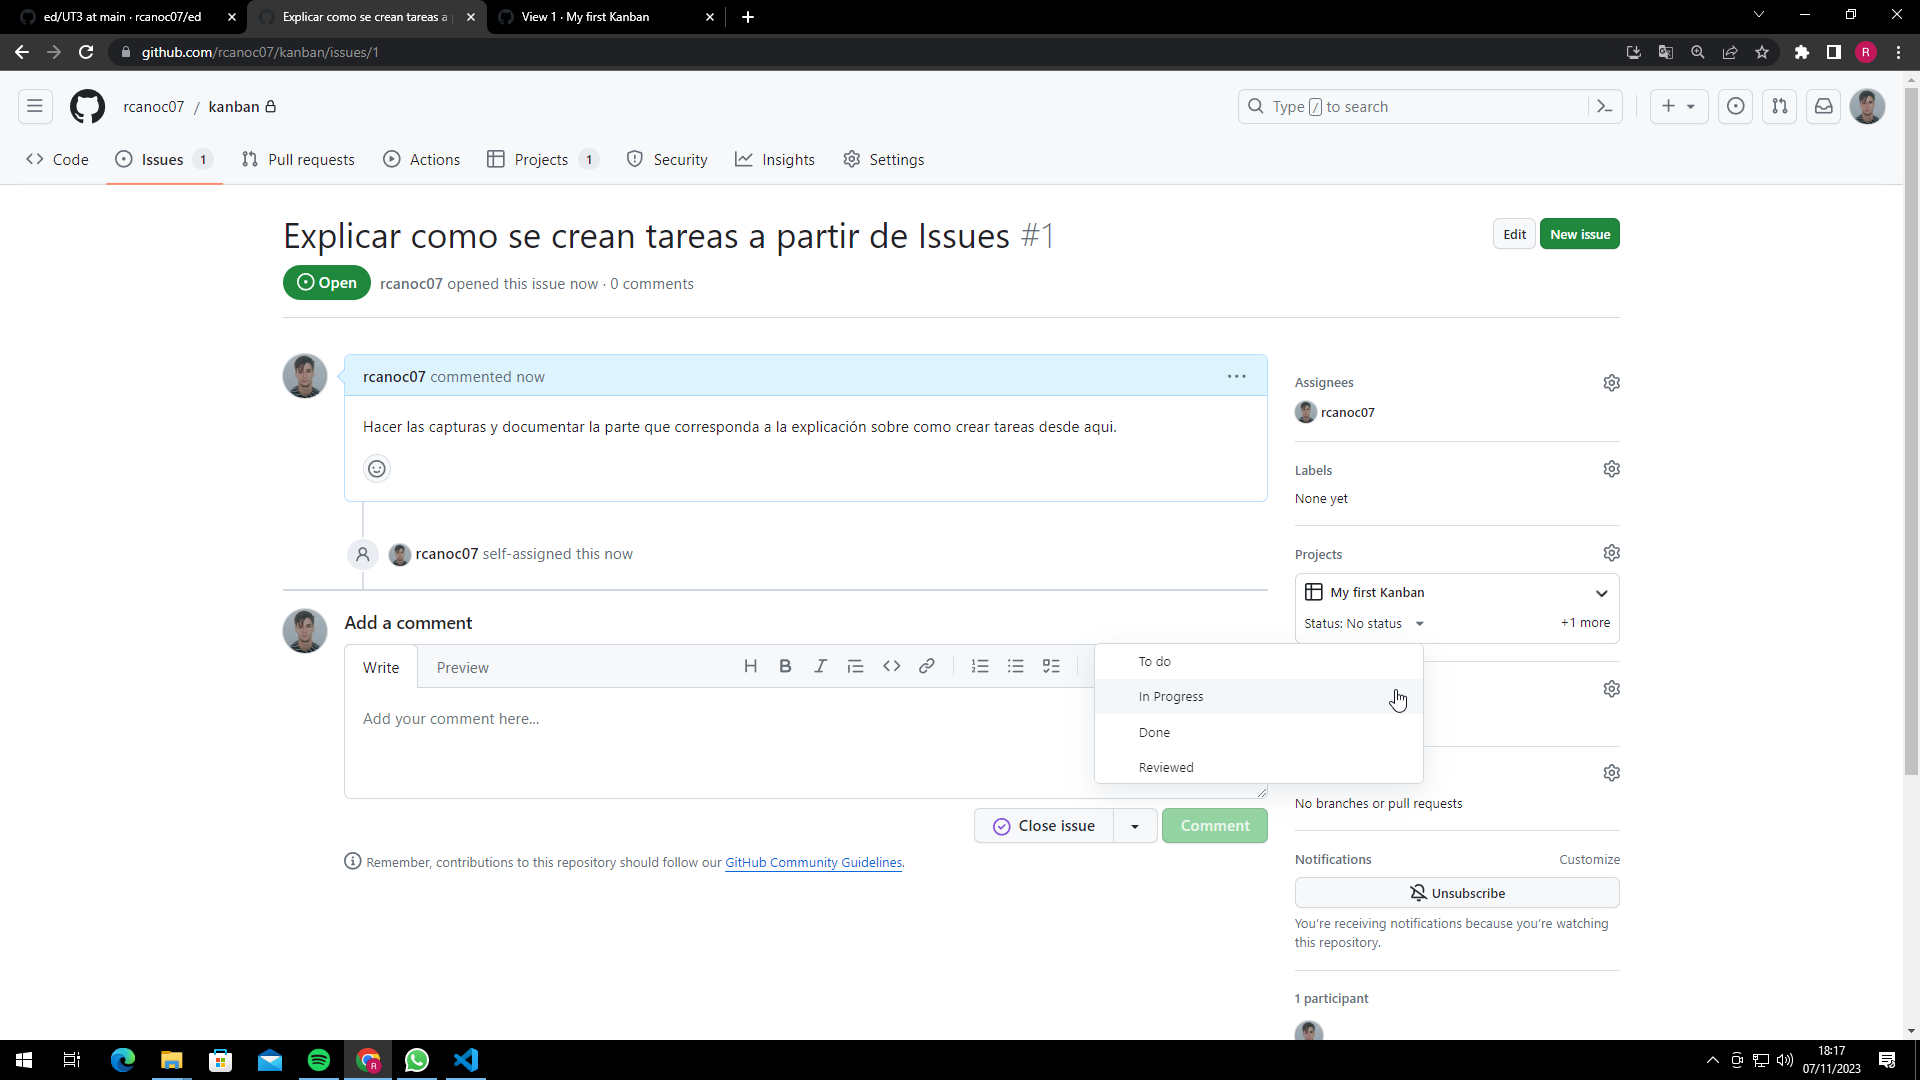 ed/UT3 at main · rcanoc07/ed
Explicar como se crean tareas a p
View 1 · My first Kanban
github.com/rcanoc07/kanban/issues/1
R
rcanoc07 / kanban
Type / to search
Code
Issues 1
Pull requests
Actions
Projects 1
Security
Insights
Settings
Explicar como se crean tareas a partir de Issues #1
Edit
New issue
Open
rcanoc07 opened this issue now · 0 comments
rcanoc07 commented now
Hacer las capturas y documentar la parte que corresponda a la explicación sobre como crear tareas desde aqui.
rcanoc07 self-assigned this now
Add a comment
Write
Preview
H B I
Add your comment here...
Close issue
Comment
Remember, contributions to this repository should follow our GitHub Community Guidelines.
Assignees
rcanoc07
Labels
None yet
Projects
My first Kanban
Status: No status
+1 more
To do
In Progress
Done
Reviewed
No branches or pull requests
Notifications
Customize
Unsubscribe
You're receiving notifications because you're watching
this repository.
1 participant
R
18:17
07/11/2023